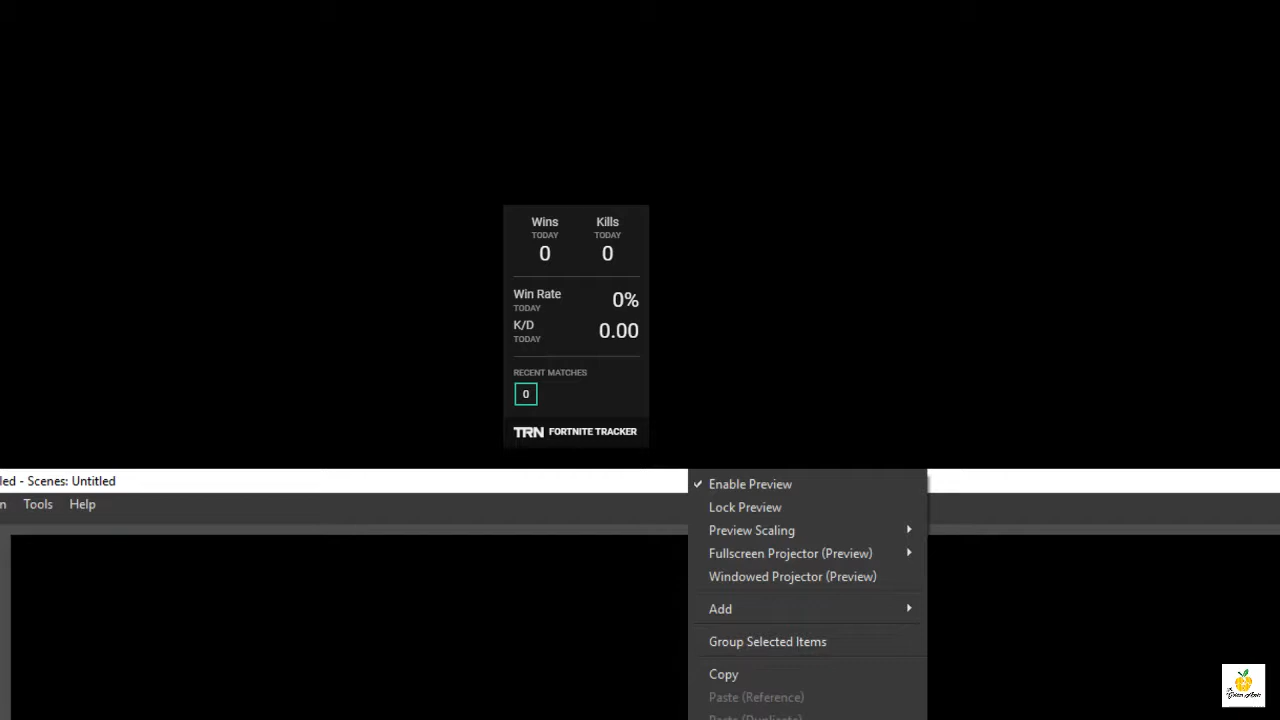 Wins Kills
TODAY TODAY
0 0
Win Rate 0%
TODAY
K/D 0.00
TODAY
RECENT MATCHES
0
TRN FORTNITE TRACKER
led - Scenes: Untitled
n Tools Help
Enable Preview
Lock Preview
Preview Scaling
Fullscreen Projector (Preview)
Windowed Projector (Preview)
Add
Group Selected Items
Copy
Paste (Reference)
Paste (Duplicate)